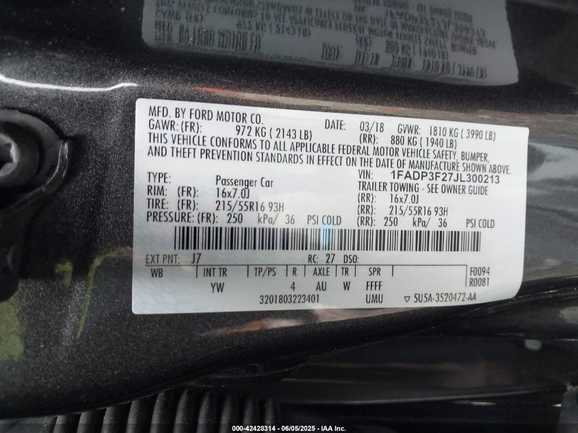 MFD. BY FORD MOTOR CO.
DATE: 03/18 GVWR: 1810 KG ( 3990 LB)
GAWR: (FR): 972 KG ( 2143 LB) (RR): 880 KG ( 1940 LB)
THIS VEHICLE CONFORMS TO ALL APPLICABLE FEDERAL MOTOR VEHICLE SAFETY, BUMPER,
AND THEFT PREVENTION STANDARDS IN EFFECT ON THE DATE OF MANUFACTURE SHOWN ABOVE.
VIN: 1FADP3F27JL300213
TYPE: Passenger Car TRAILER TOWING - SEE OWNER GUIDE
RIM: (FR): 16x7.0J (RR): 16x7.0J
TIRE: (FR): 215/55R16 93H (RR): 215/55R16 93H
COLD (FR): 250 kPa/ 36 PSI COLD (RR): 250 kPa/ 36 PSI COLD
EXT PNT: J7 RC: 27 DSO: F0094
WB INT TR TP/PS R AXLE TR SPR R0081
YW 4 AU W FFFF
3201803223401 UMU 5U5A-3520472-AA
000-42428314 - 06/05/2025 - IAA Inc.